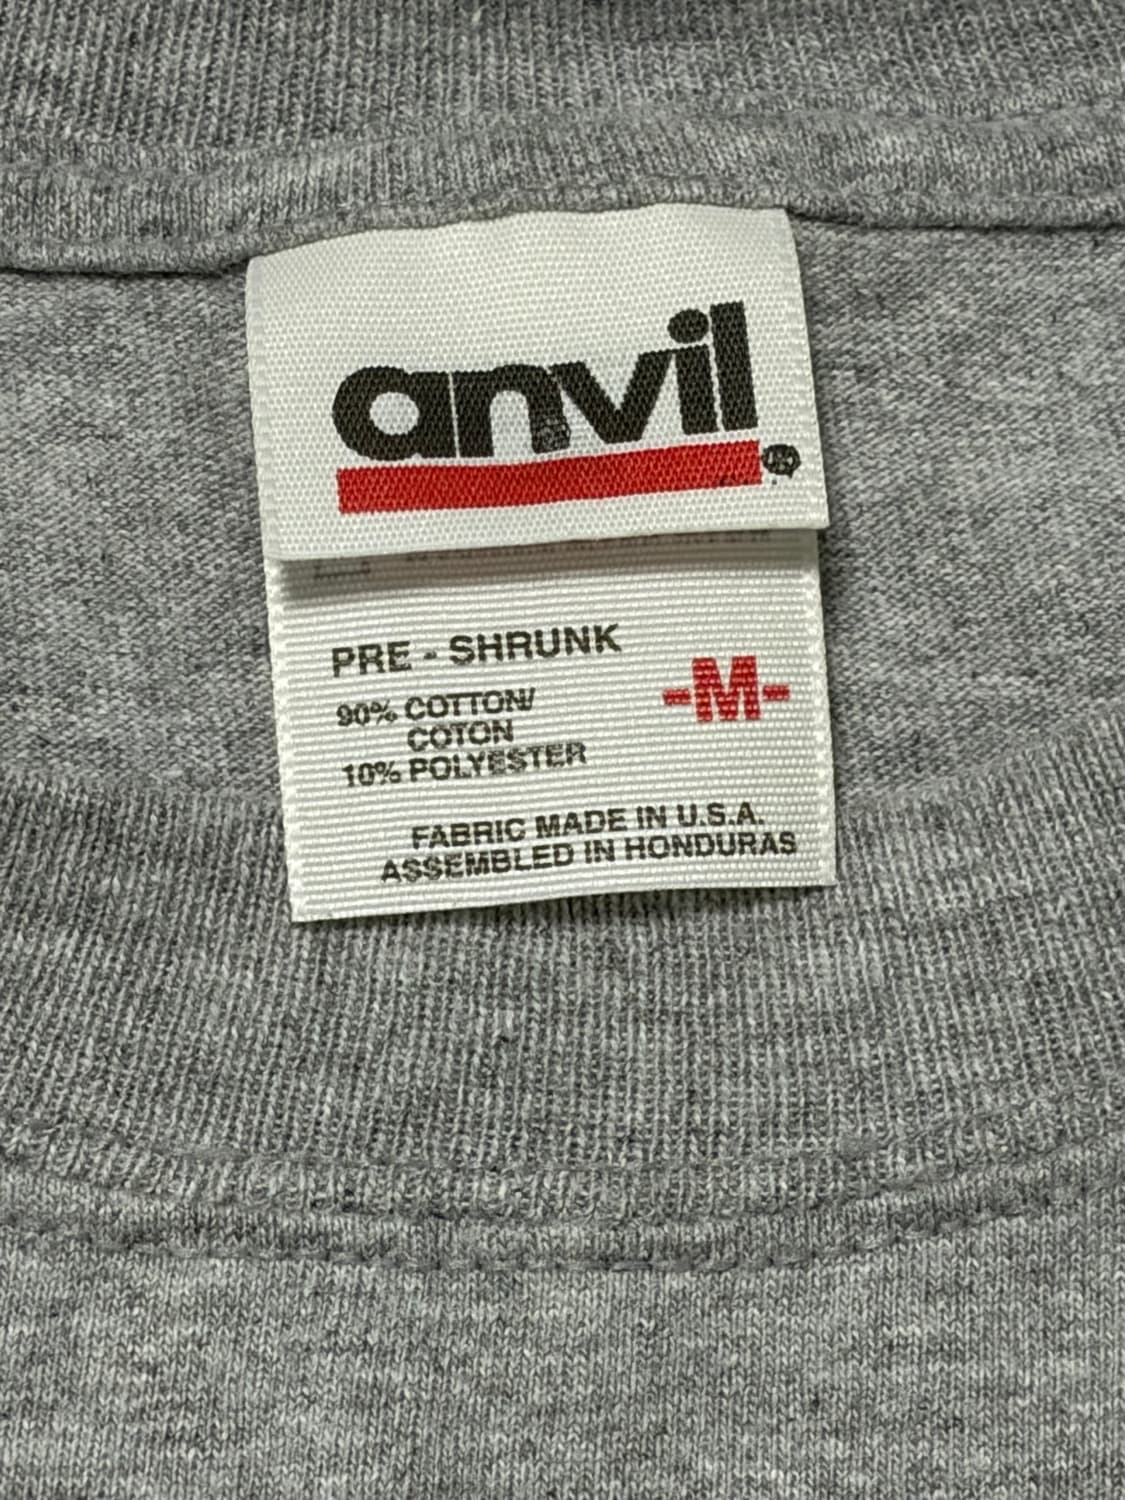 anvil
PRE - SHRUNK
-M-
90% COTTON/
COTON
10% POLYESTER
FABRIC MADE IN U.S.A.
ASSEMBLED IN HONDURAS